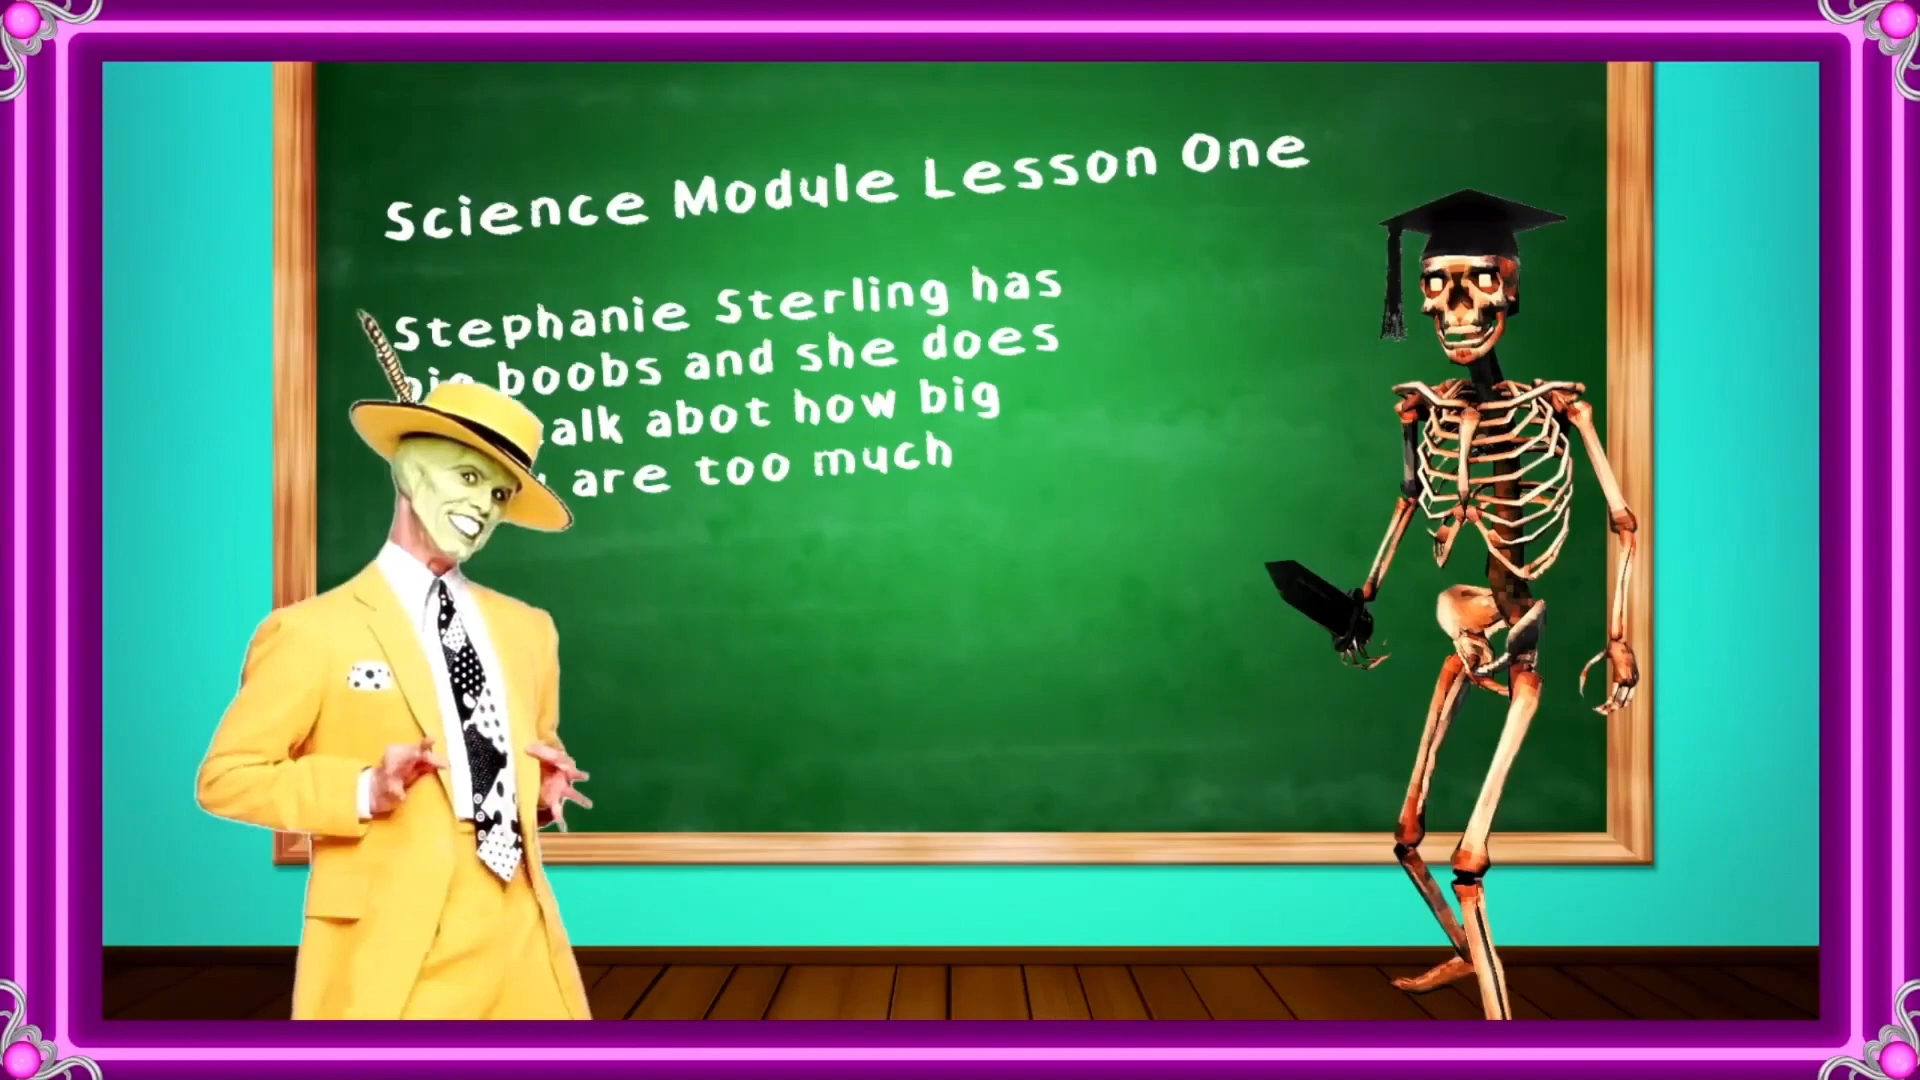 Science Module Lesson One
Stephanie Sterling has
boobs and she does
abot how big
are too much